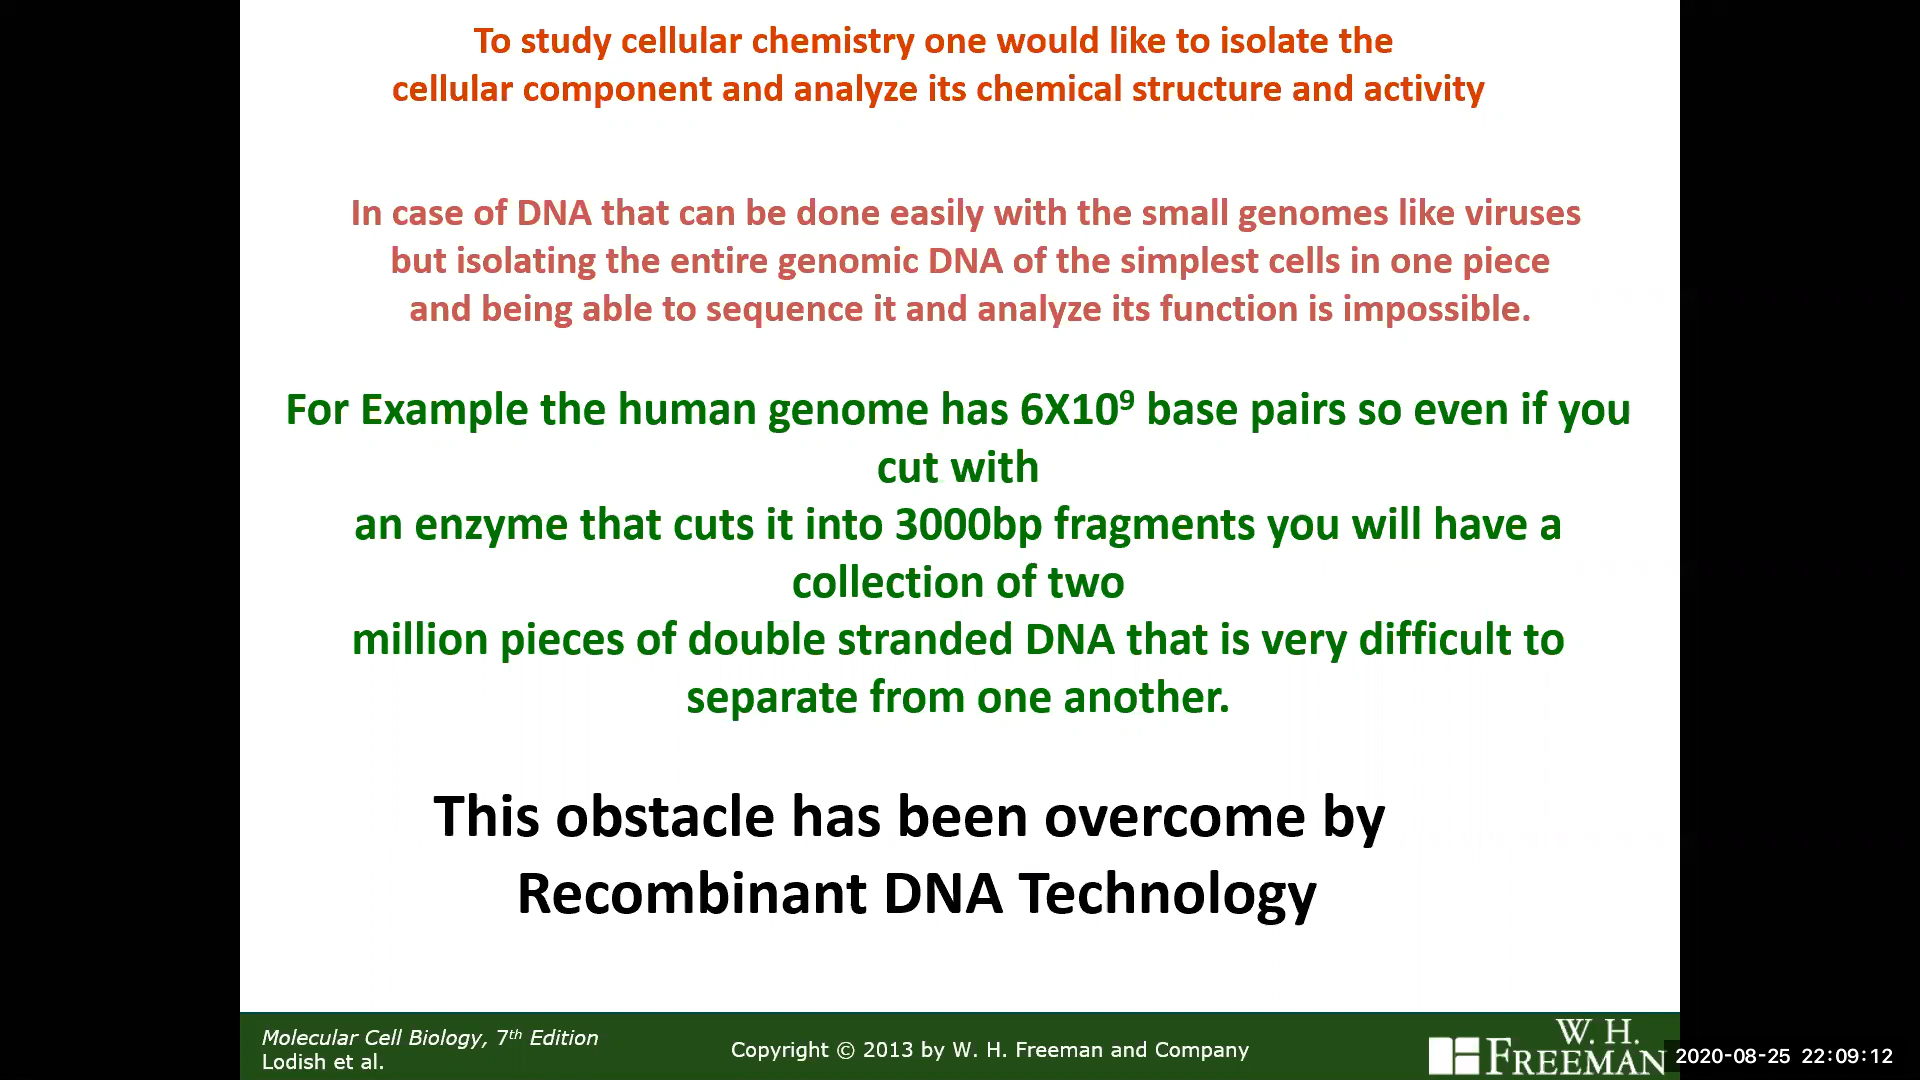 To study cellular chemistry one would like to isolate the
cellular component and analyze its chemical structure and activity
In case of DNA that can be done easily with the small genomes like viruses
but isolating the entire genomic DNA of the simplest cells in one piece
and being able to sequence it and analyze its function is impossible.
For Example the human genome has 6X10⁹ base pairs so even if you
cut with
an enzyme that cuts it into 3000bp fragments you will have a
collection of two
million pieces of double stranded DNA that is very difficult to
separate from one another.
This obstacle has been overcome by
Recombinant DNA Technology
Molecular Cell Biology, 7th Edition
Lodish et al.
Copyright © 2013 by W. H. Freeman and Company
W. H.
FREEMAN
2020-08-25 22:09:12